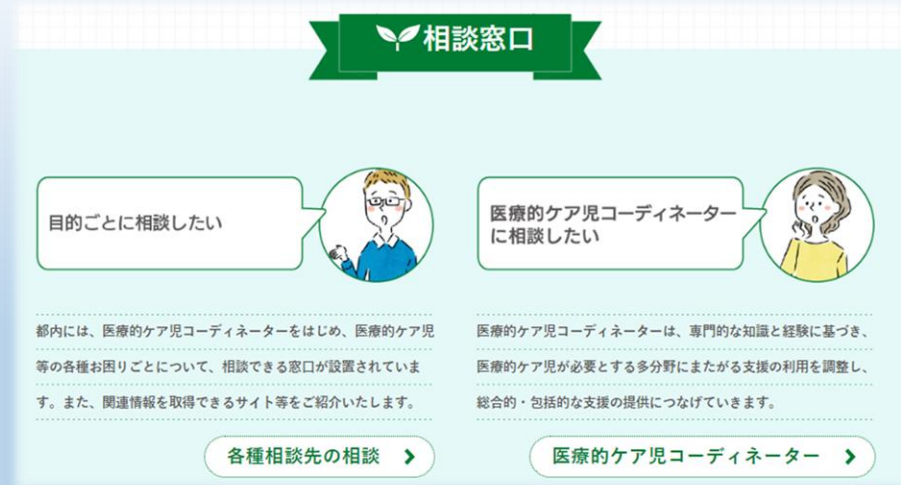 相談窓口
目的ごとに相談したい
都内には、医療的ケア児コーディネーターをはじめ、医療的ケア児
等の各種お困りごとについて、相談できる窓口が設置されていま
す。また、関連情報を取得できるサイト等をご紹介いたします。
各種相談先の相談
医療的ケア児コーディネーター
に相談したい
医療的ケア児コーディネーターは、専門的な知識と経験に基づき、
医療的ケア児が必要とする多分野にまたがる支援の利用を調整し、
総合的・包括的な支援の提供につなげていきます。
医療的ケア児コーディネーター